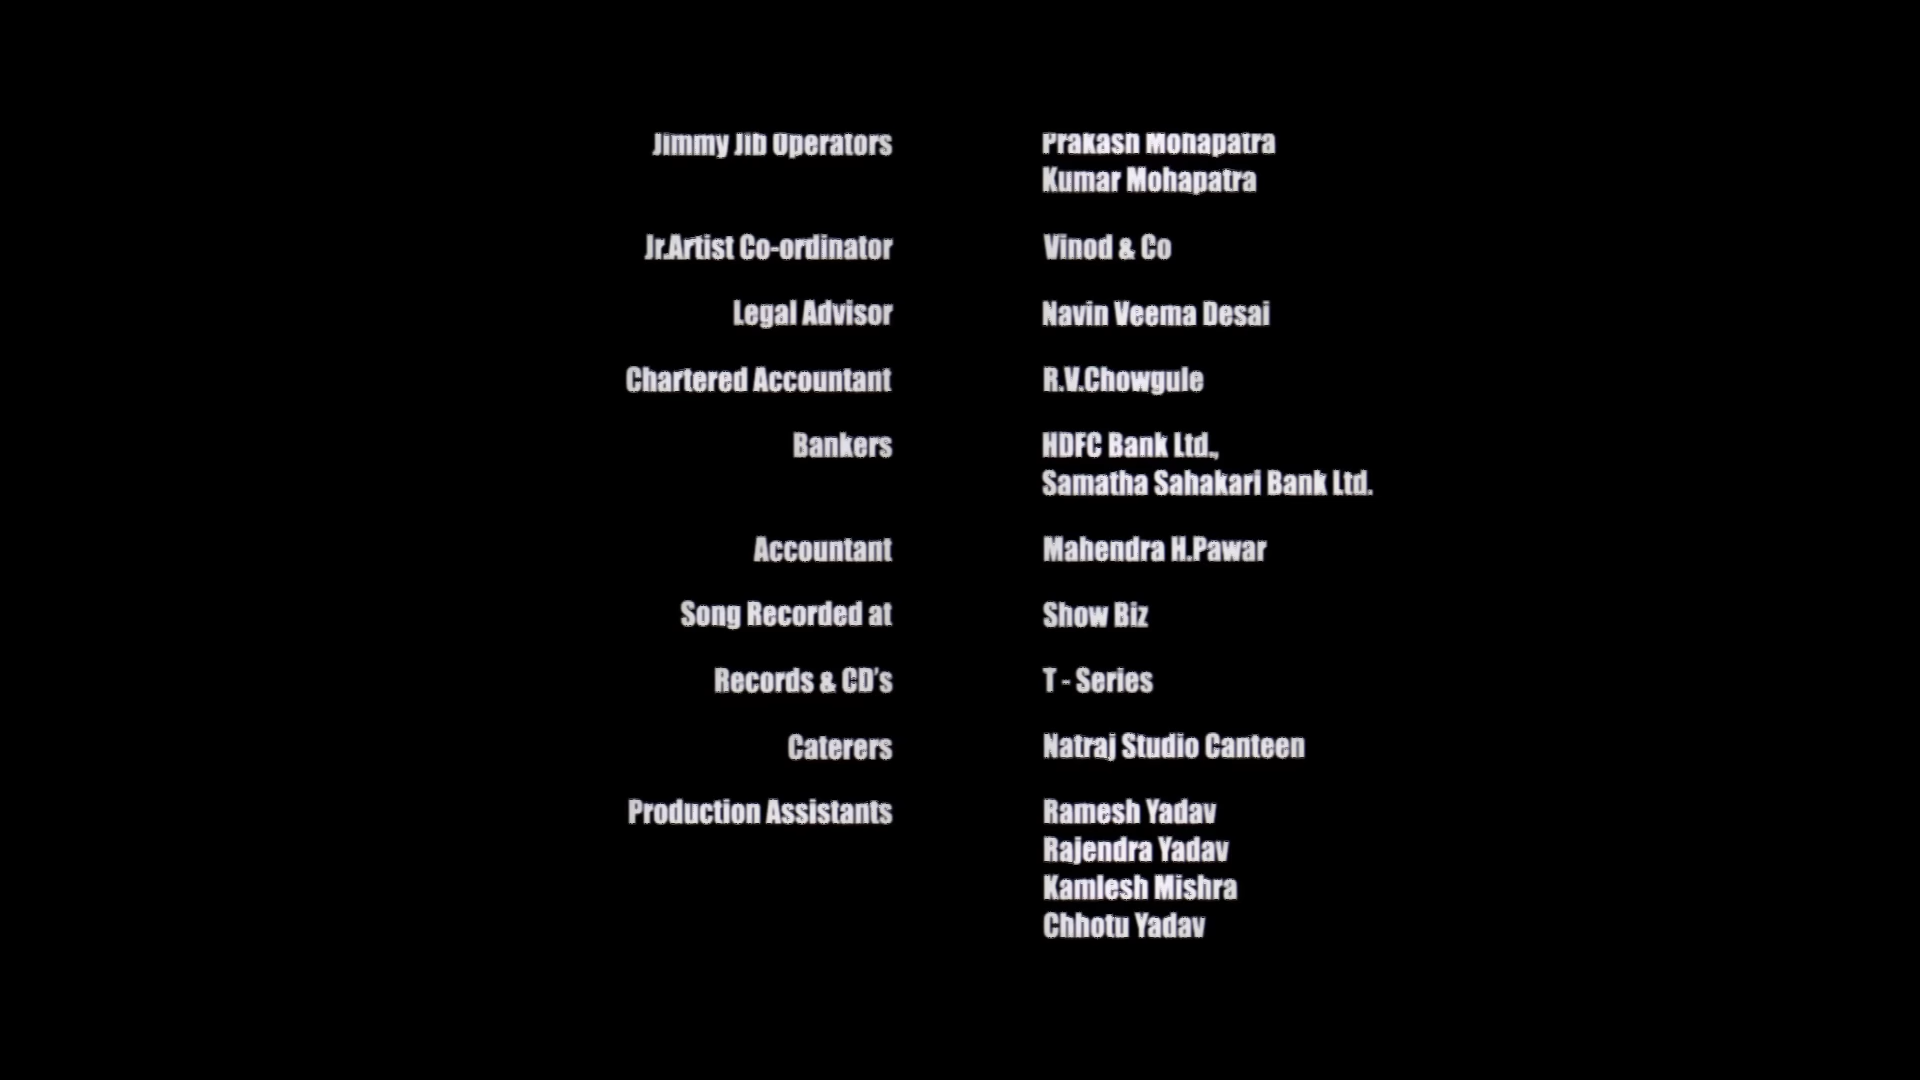 Jimmy Jib Operators Prakash Mohapatra
Kumar Mohapatra
Jr.Artist Co-ordinator Vinod & Co
Legal Advisor Navin Veema Desai
Chartered Accountant R.V.Chowgule
Bankers HDFC Bank Ltd.,
Samatha Sahakari Bank Ltd.
Accountant Mahendra H.Pawar
Song Recorded at Show Biz
Records & CD's T - Series
Caterers Natraj Studio Canteen
Production Assistants Ramesh Yadav
Rajendra Yadav
Kamlesh Mishra
Chhotu Yadav